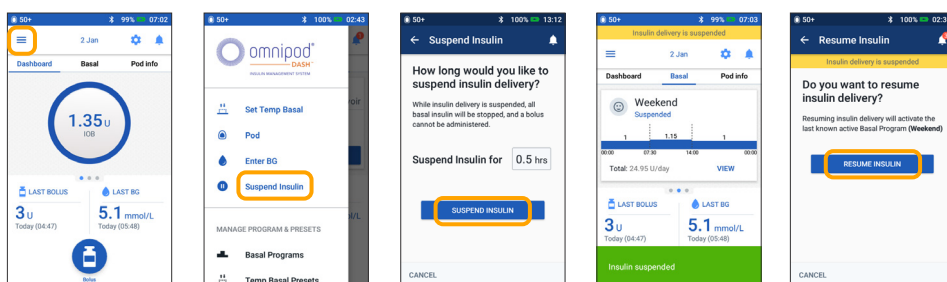 50+ 99% 07:02
2 Jan
Dashboard Basal Pod info
1.35 U
IOB
LAST BOLUS LAST BG
3 U 5.1 mmol/L
Today (04:47) Today (05:48)
Bolus
50+ 100% 02:43
omnipod®
DASH™
INSULIN MANAGEMENT SYSTEM
Set Temp Basal
Pod
Enter BG
Suspend Insulin
MANAGE PROGRAM & PRESETS
Basal Programs
Temp Basal Presets
50+ 100% 13:12
Suspend Insulin
How long would you like to
suspend insulin delivery?
While insulin delivery is suspended, all
basal insulin will be stopped, and a bolus
cannot be administered.
Suspend Insulin for 0.5 hrs
SUSPEND INSULIN
CANCEL
50+ 99% 07:03
Insulin delivery is suspended
2 Jan
Dashboard Basal Pod info
Weekend
Suspended
1 1.15 1
00:00 07:30 14:00 00:00
Total: 24.95 U/day VIEW
LAST BOLUS LAST BG
3 U 5.1 mmol/L
Today (04:47) Today (05:48)
Insulin suspended
50+ 100%
Resume Insulin
Insulin delivery is suspended
Do you want to resume
insulin delivery?
Resuming insulin delivery will activate the
last known active Basal Program (Weekend)
RESUME INSULIN
CANCEL